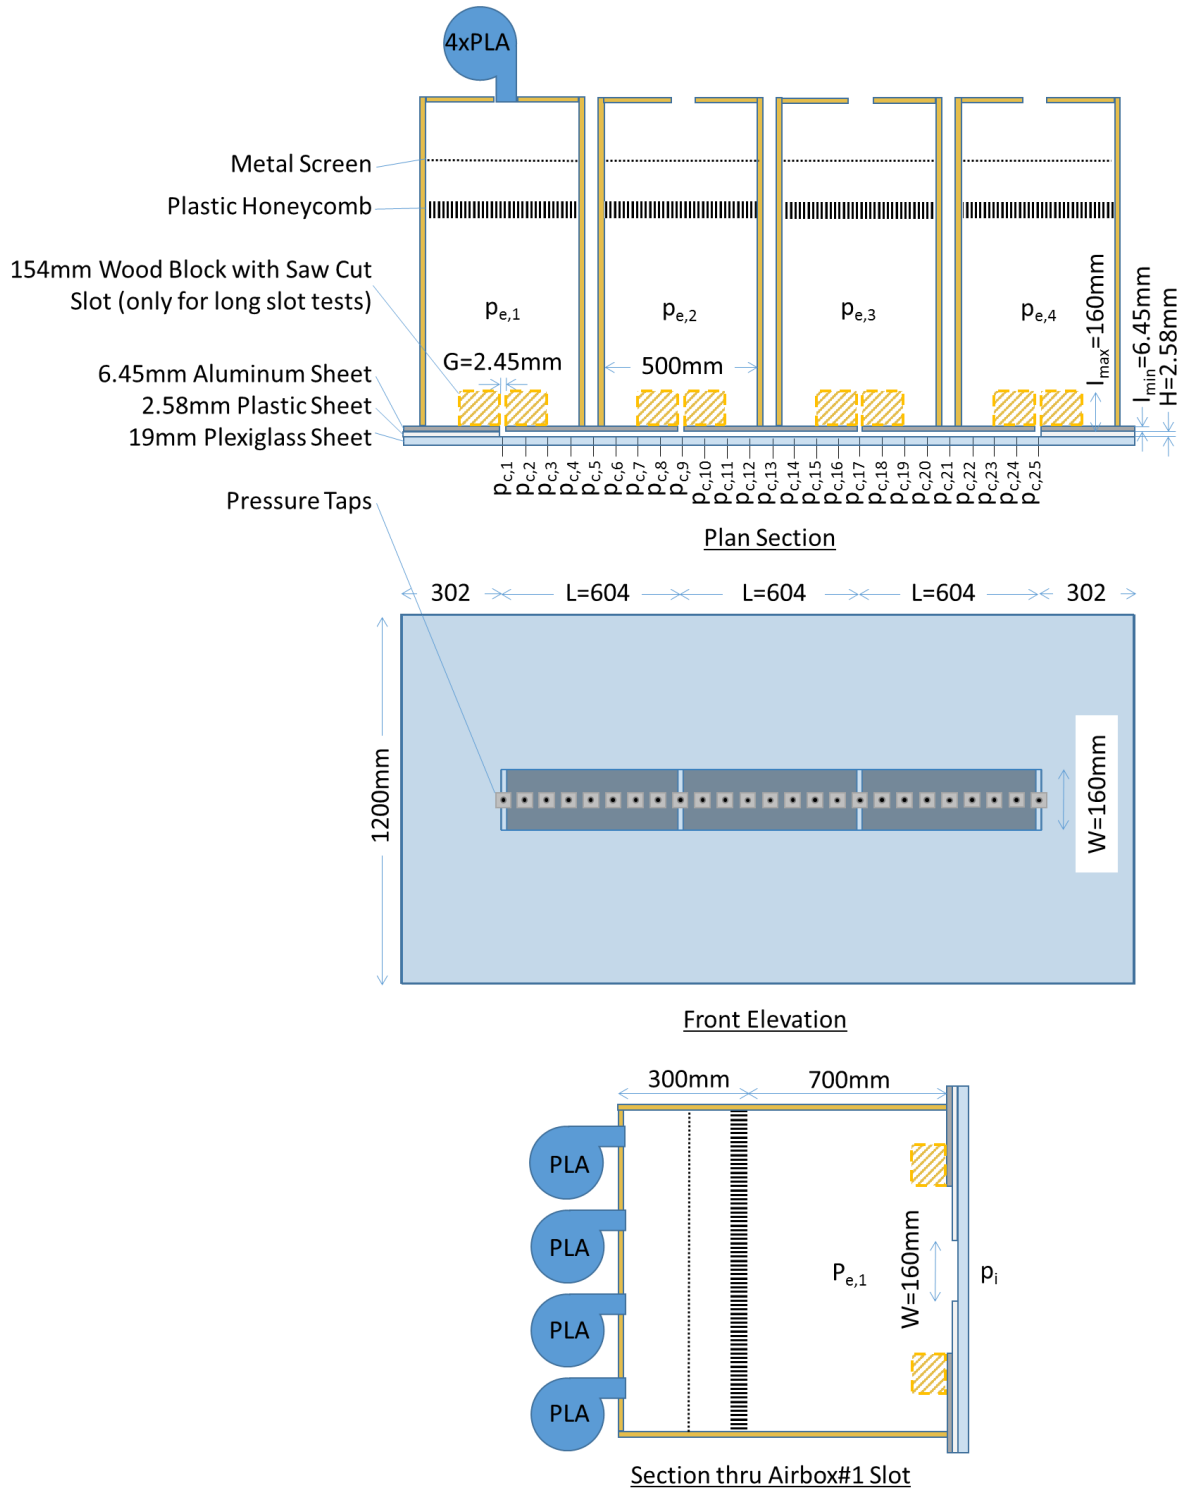 4xPLA
Metal Screen
Plastic Honeycomb
154mm Wood Block with Saw Cut
Slot (only for long slot tests)
6.45mm Aluminum Sheet
2.58mm Plastic Sheet
19mm Plexiglass Sheet
Pressure Taps
pe,1
pe,2
pe,3
pe,4
G=2.45mm
500mm
lmax=160mm
lmin=6.45mm
H=2.58mm
pc,1
pc,2
pc,3
pc,4
pc,5
pc,6
pc,7
pc,8
pc,9
pc,10
pc,11
pc,12
pc,13
pc,14
pc,15
pc,16
pc,17
pc,18
pc,19
pc,20
pc,21
pc,22
pc,23
pc,24
pc,25
Plan Section
302
L=604
L=604
L=604
302
1200mm
W=160mm
Front Elevation
300mm
700mm
PLA
PLA
PLA
PLA
Pe,1
W=160mm
pi
Section thru Airbox#1 Slot